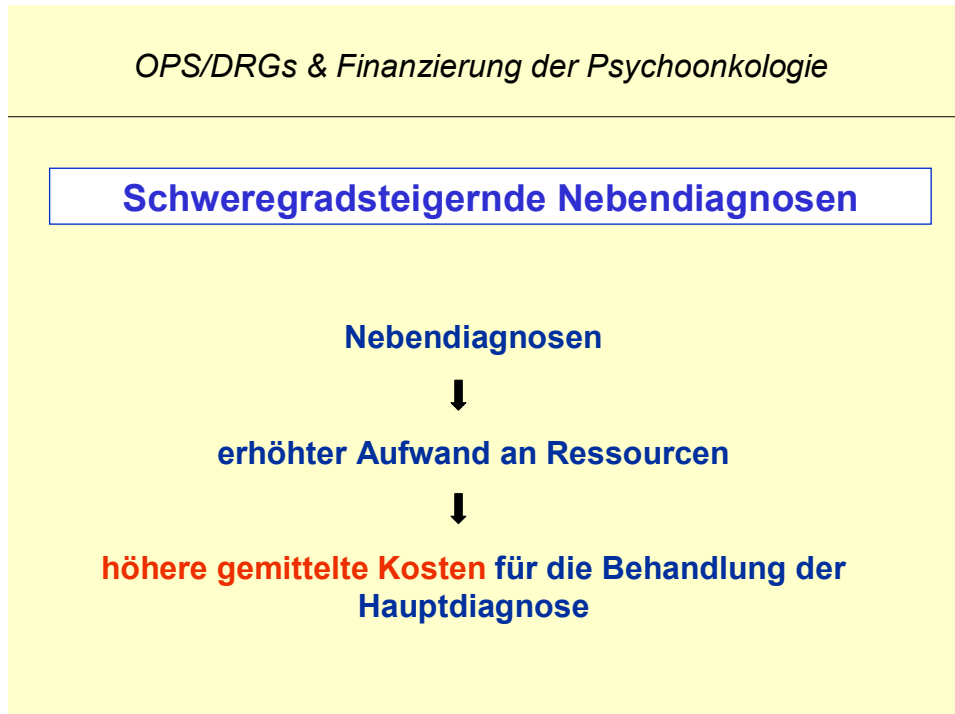 OPS/DRGs & Finanzierung der Psychoonkologie
Schweregradsteigernde Nebendiagnosen
Nebendiagnosen
erhöhter Aufwand an Ressourcen
höhere gemittelte Kosten für die Behandlung der
Hauptdiagnose